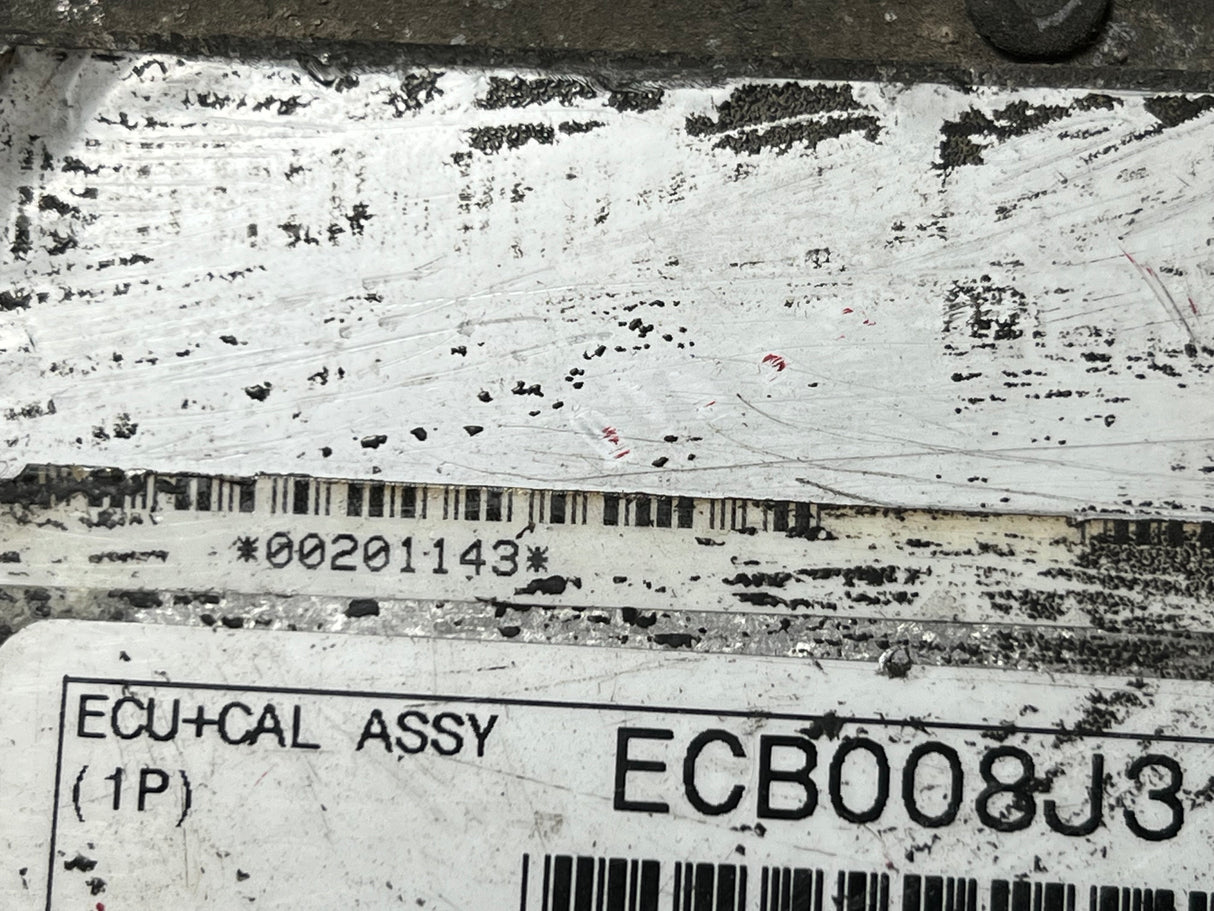 *00201143*
ECU+CAL ASSY
(1P)
ECB008J3